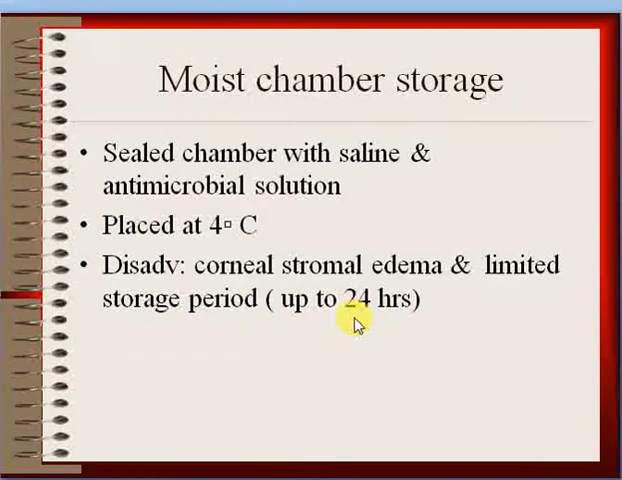 Moist chamber storage
• Sealed chamber with saline &
antimicrobial solution
• Placed at 4▫ C
• Disadv: corneal stromal edema & limited
storage period ( up to 24 hrs)